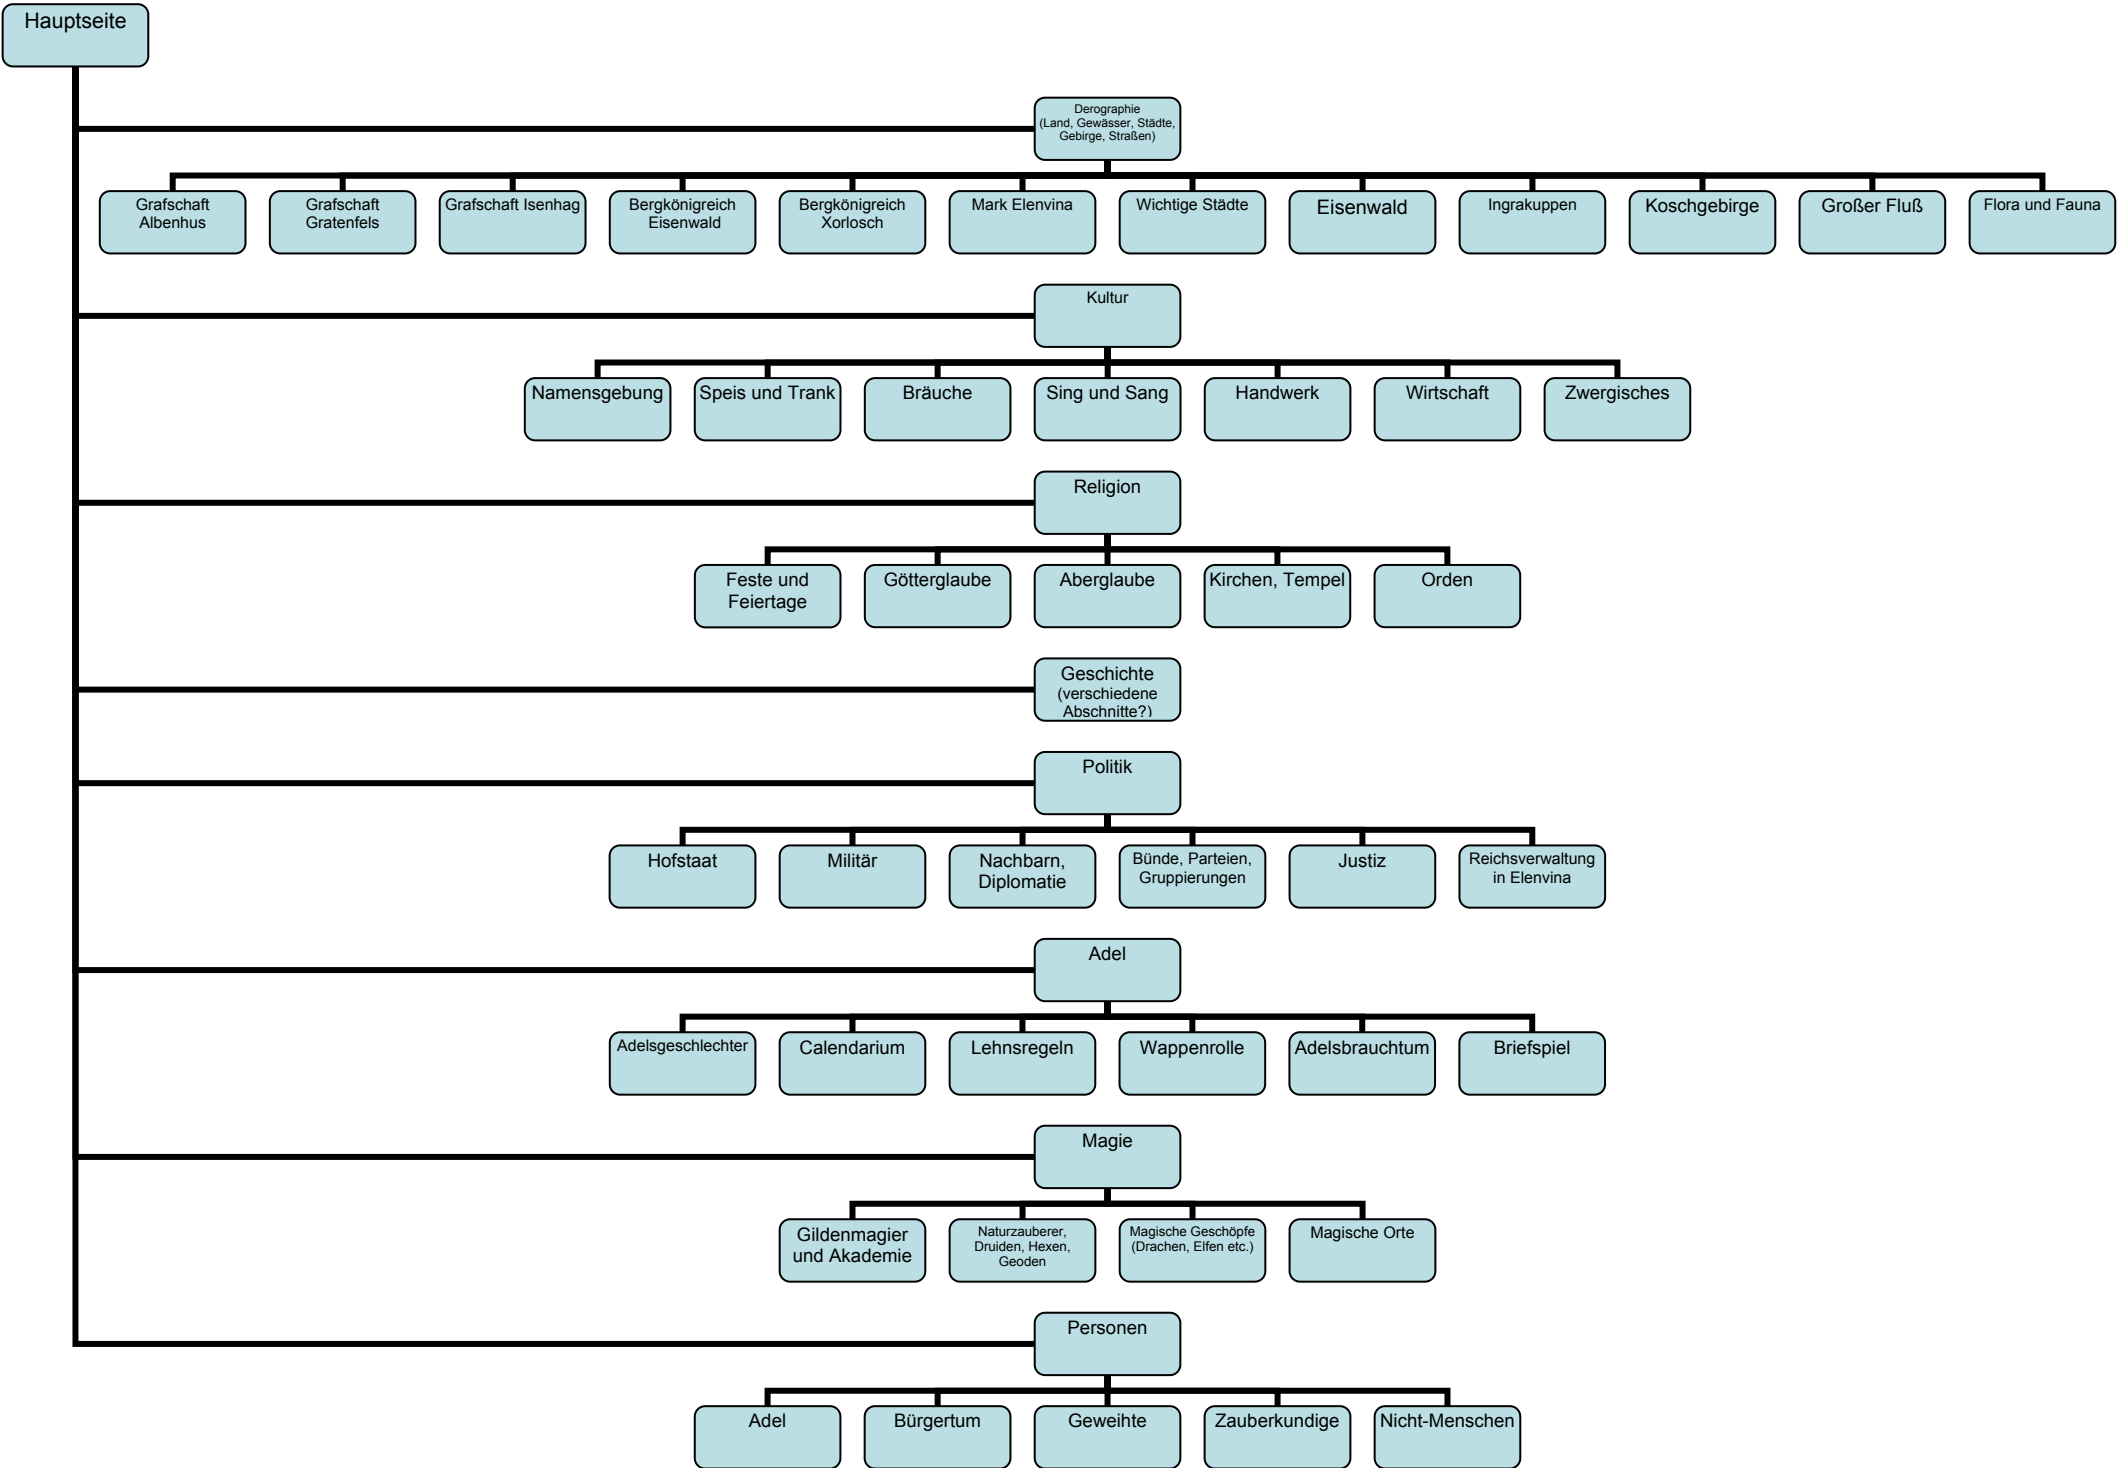 Hauptseite
Derographie
(Land, Gewässer, Städte,
Gebirge, Straßen)
Grafschaft
Albenhus
Grafschaft
Gratenfels
Grafschaft Isenhag
Bergkönigreich
Eisenwald
Bergkönigreich
Xorlosch
Mark Elenvina
Wichtige Städte
Eisenwald
Ingrakuppen
Koschgebirge
Großer Fluß
Flora und Fauna
Kultur
Namensgebung
Speis und Trank
Bräuche
Sing und Sang
Handwerk
Wirtschaft
Zwergisches
Religion
Feste und
Feiertage
Götterglaube
Aberglaube
Kirchen, Tempel
Orden
Geschichte
(verschiedene
Abschnitte?)
Politik
Hofstaat
Militär
Nachbarn,
Diplomatie
Bünde, Parteien,
Gruppierungen
Justiz
Reichsverwaltung
in Elenvina
Adel
Adelsgeschlechter
Calendarium
Lehnsregeln
Wappenrolle
Adelsbrauchtum
Briefspiel
Magie
Gildenmagier
und Akademie
Naturzauberer,
Druiden, Hexen,
Geoden
Magische Geschöpfe
(Drachen, Elfen etc.)
Magische Orte
Personen
Adel
Bürgertum
Geweihte
Zauberkundige
Nicht-Menschen